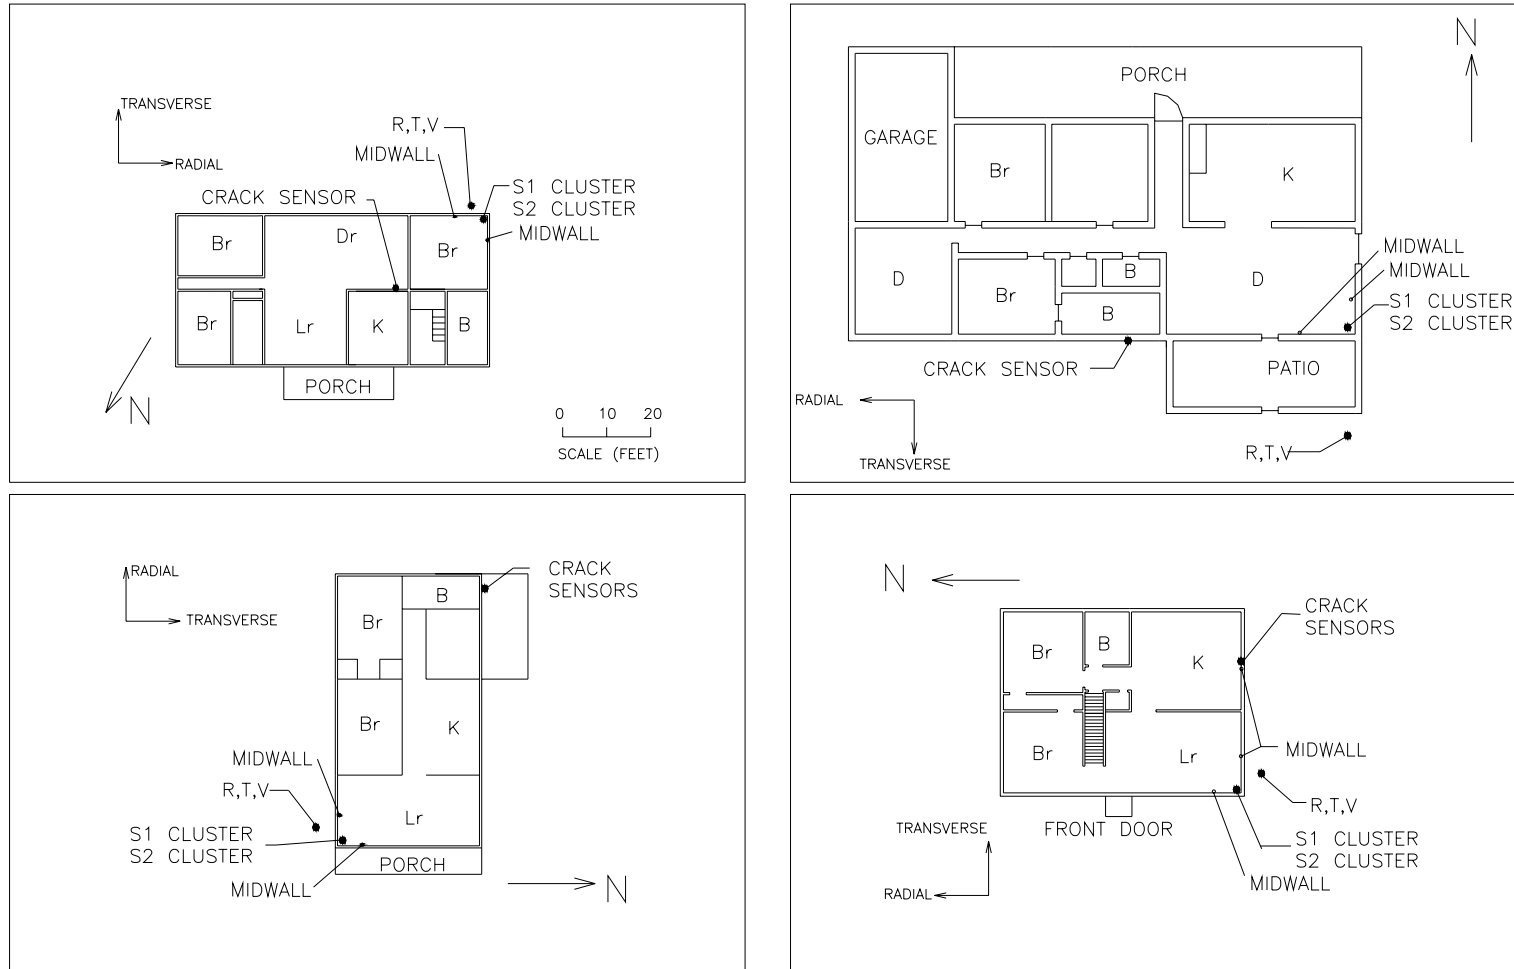 TRANSVERSE
RADIAL
R,T,V
MIDWALL
S1 CLUSTER
S2 CLUSTER
CRACK SENSOR
MIDWALL
Br
Dr
Br
Br
Lr
K
B
PORCH
N
0 10 20
SCALE (FEET)
N
PORCH
GARAGE
Br
K
MIDWALL
MIDWALL
D
Br
B
D
S1 CLUSTER
S2 CLUSTER
B
CRACK SENSOR
PATIO
RADIAL
TRANSVERSE
R,T,V
RADIAL
TRANSVERSE
CRACK
SENSORS
B
Br
Br
K
MIDWALL
R,T,V
Lr
S1 CLUSTER
S2 CLUSTER
PORCH
MIDWALL
N
N
CRACK
SENSORS
Br
B
K
Br
Lr
MIDWALL
R,T,V
TRANSVERSE
FRONT DOOR
S1 CLUSTER
S2 CLUSTER
MIDWALL
RADIAL